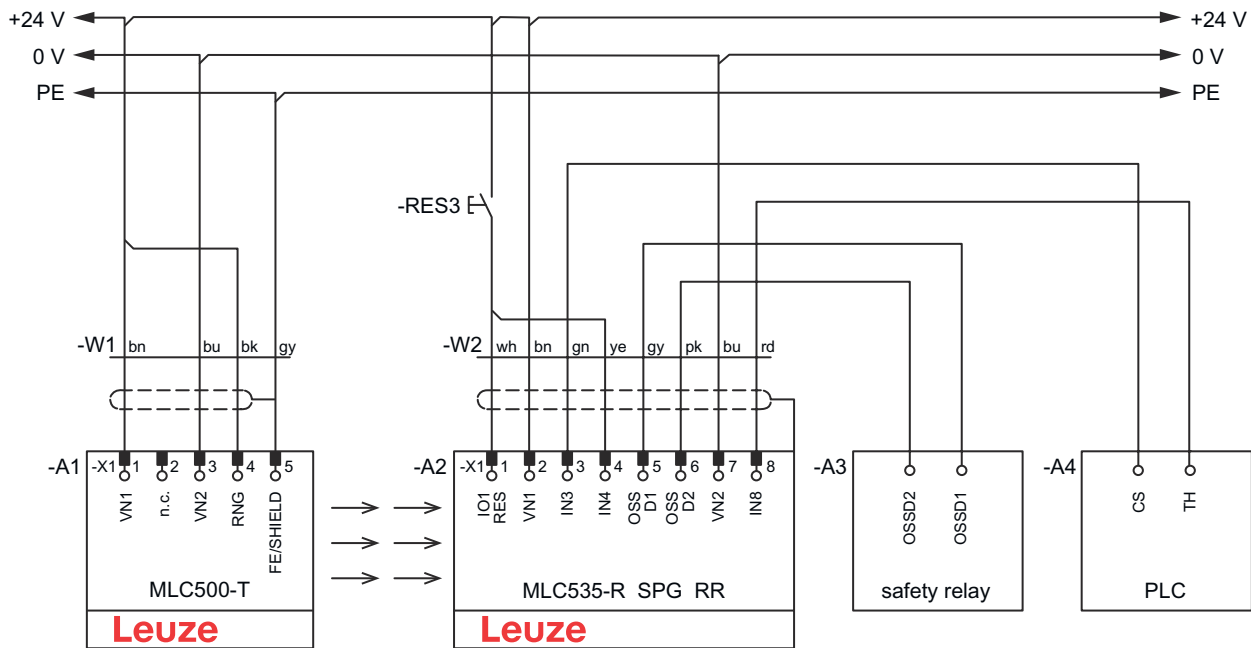 +24 V +24 V
0 V 0 V
PE PE
-RES3
-W1 bn bu bk gy
-W2 wh bn gn ye gy pk bu rd
-A1 -X1 1 2 3 4 5
VN1 n.c. VN2 RNG FE/SHIELD
MLC500-T
Leuze
-A2 -X1 1 2 3 4 5 6 7 8
IO1 RES VN1 IN3 IN4 OSS D1 OSS D2 VN2 IN8
MLC535-R SPG RR
Leuze
-A3
OSSD2 OSSD1
safety relay
-A4
CS TH
PLC